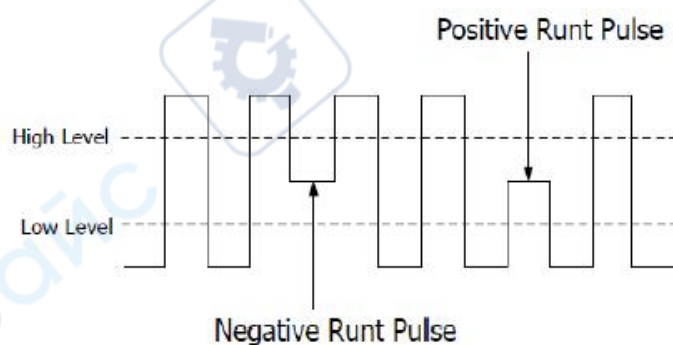 Positive Runt Pulse
High Level
Low Level
Negative Runt Pulse